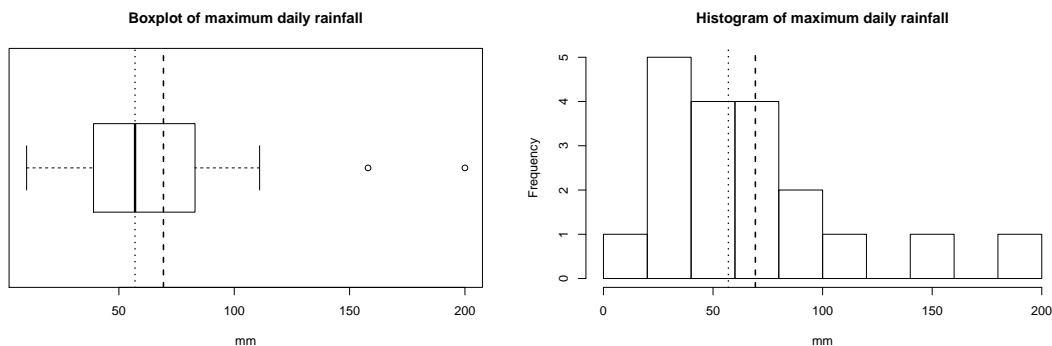 Boxplot of maximum daily rainfall
50 100 150 200
mm
Histogram of maximum daily rainfall
Frequency
5
4
3
2
1
0
0 50 100 150 200
mm